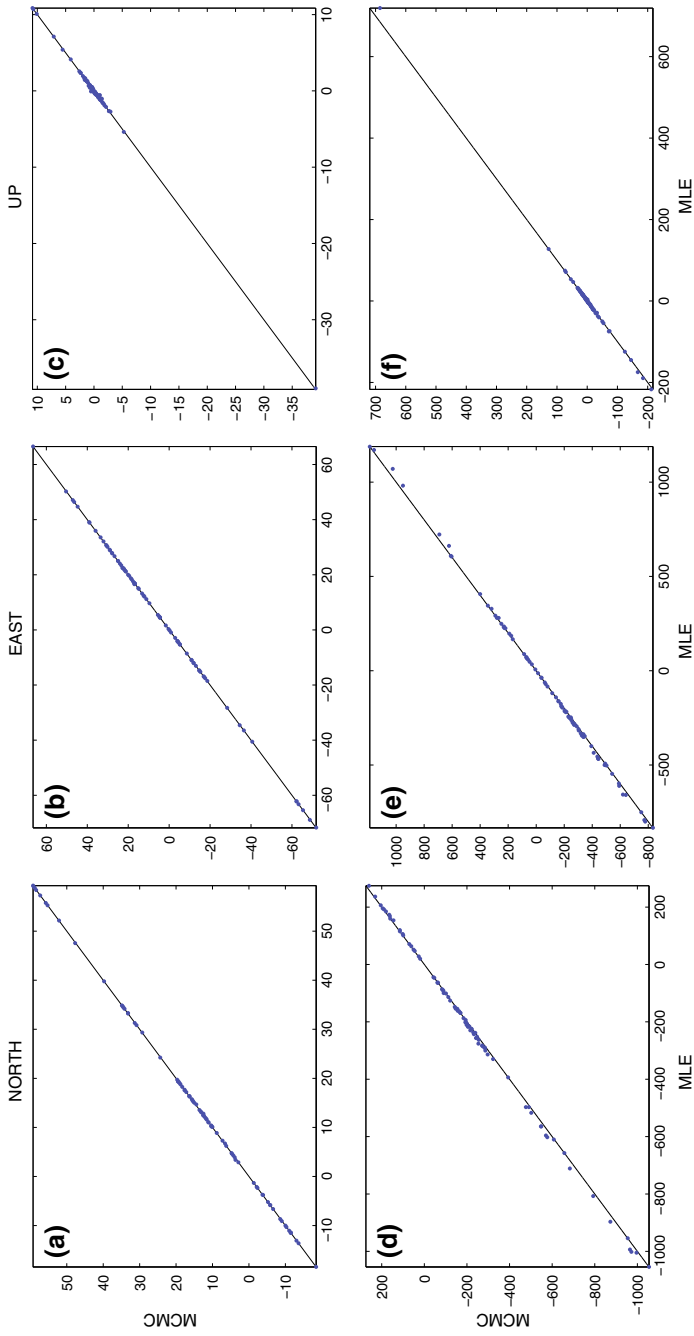 NORTH
(a)
MCMC
50
40
30
20
10
0
−10
−10 0 10 20 30 40 50
EAST
(b)
60
40
20
0
−20
−40
−60
−60 −40 −20 0 20 40 60
UP
(c)
10
5
0
−5
−10
−15
−20
−25
−30
−35
−30 −20 −10 0 10
(d)
MCMC
200
0
−200
−400
−600
−800
−1000
−1000 −800 −600 −400 −200 0 200
MLE
(e)
1000
800
600
400
200
0
−200
−400
−600
−800
−500 0 500 1000
MLE
(f)
700
600
500
400
300
200
100
0
−100
−200
−200 0 200 400 600
MLE